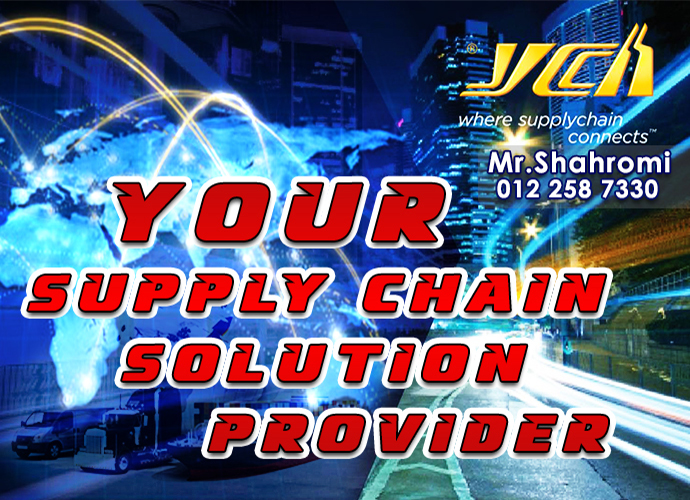 ® ych
where supplychain
connects™
Mr.Shahromi
012 258 7330
YOUR
SUPPLY CHAIN
SOLUTION
PROVIDER